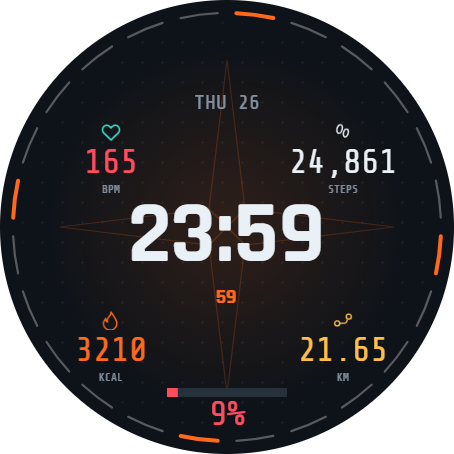 THU 26
165
BPM
24,861
STEPS
23:59
59
3210
KCAL
21.65
KM
9%